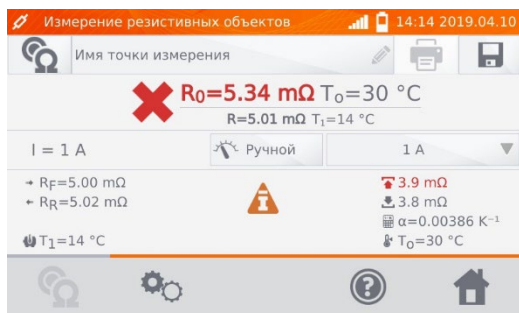 Измерение резистивных объектов 14:14 2019.04.10
Имя точки измерения
R0=5.34 mΩ To=30 °C
R=5.01 mΩ T1=14 °C
I = 1 A Ручной 1 A
RF=5.00 mΩ 3.9 mΩ
RR=5.02 mΩ 3.8 mΩ
α=0.00386 K⁻¹
T1=14 °C To=30 °C